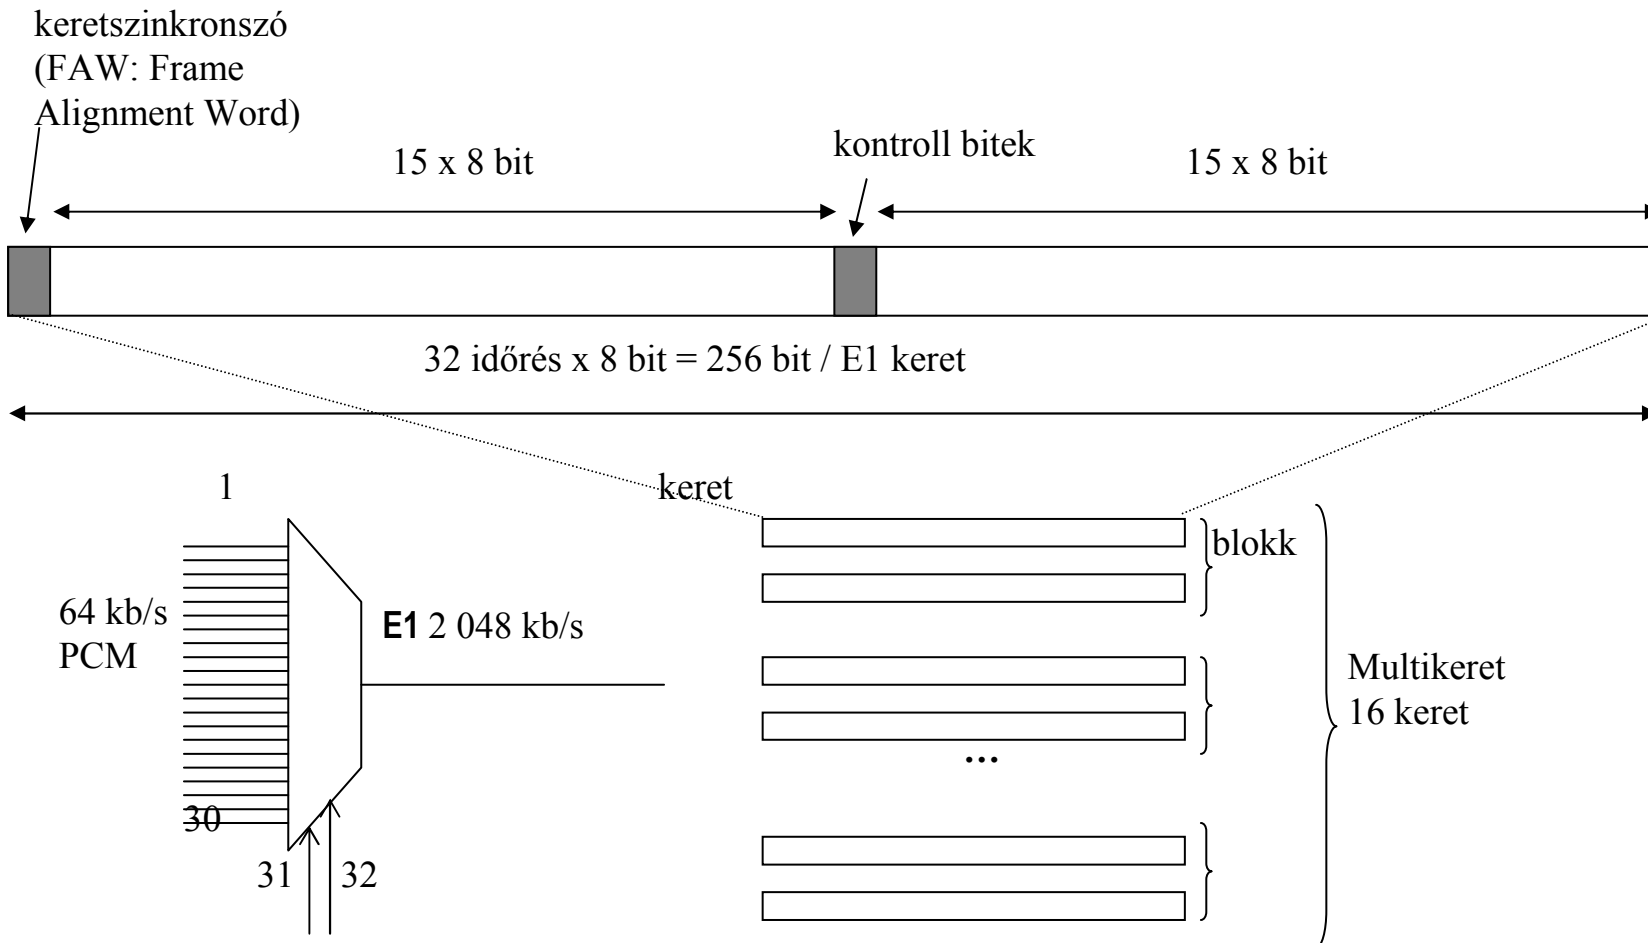 keretszinkronszó
(FAW: Frame
Alignment Word)
15 x 8 bit
kontroll bitek
15 x 8 bit
32 időrés x 8 bit = 256 bit / E1 keret
1
keret
64 kb/s
PCM
E1 2 048 kb/s
30
31
32
blokk
...
Multikeret
16 keret